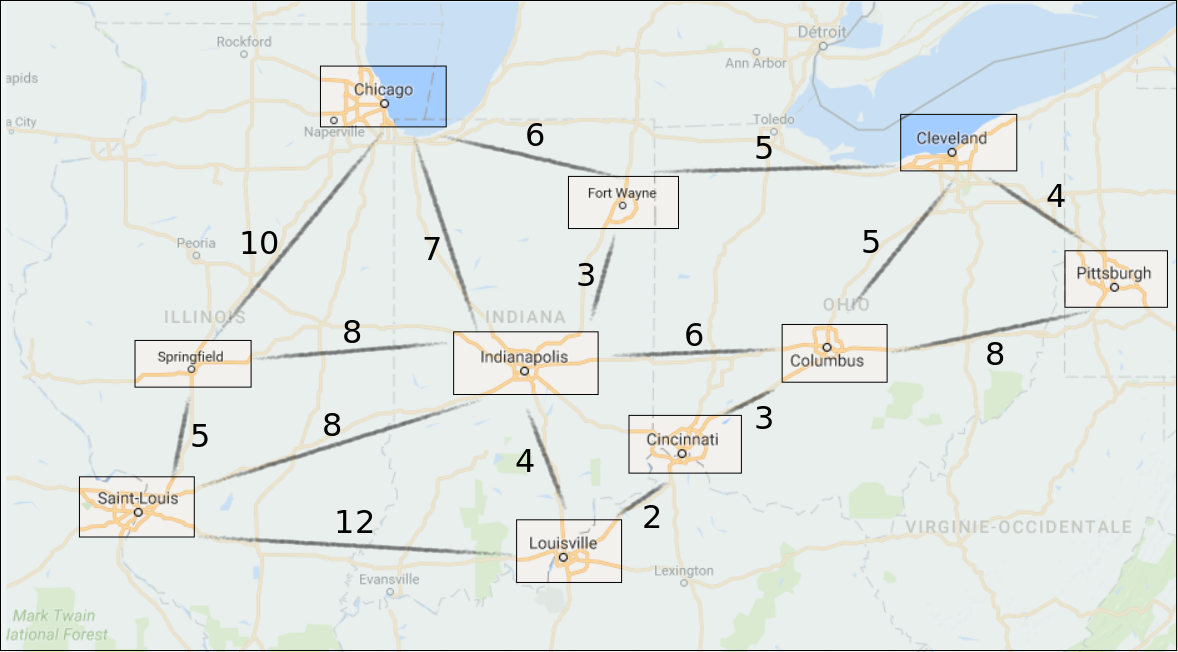 Détroit
Rockford
Ann Arbor
apids
Chicago
a City
Naperville
Toledo
6
5
Cleveland
Fort Wayne
4
Peoria
10
7
5
3
Pittsburgh
ILLINOIS
INDIANA
OHIO
8
6
8
Springfield
Indianapolis
Columbus
5
8
3
4
Cincinnati
Saint-Louis
12
2
VIRGINIE-OCCIDENTALE
Louisville
Evansville
Lexington
Mark Twain
lational Forest